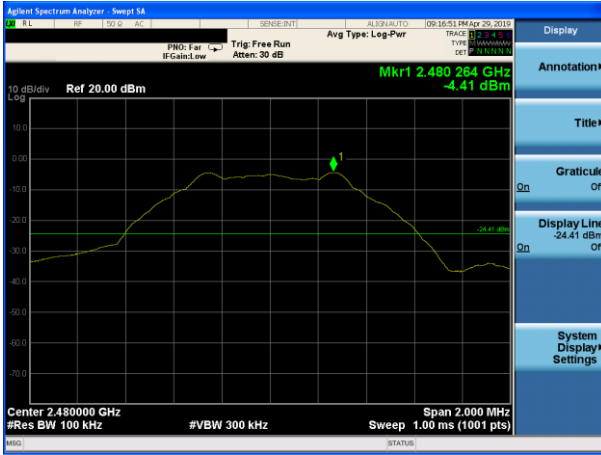 Agilent Spectrum Analyzer - Swept SA
RL RF 50 Ω AC SENSE:INT ALIGNAUTO 09:16:51 PM Apr 29, 2019
Display
Avg Type: Log-Pwr
TRACE 1 2 3 4 5 6
TYPE M
DET P N N N N N
PNO: Far
IFGain:Low
Trig: Free Run
Atten: 30 dB
Mkr1 2.480 264 GHz
-4.41 dBm
10 dB/div
Log
Ref 20.00 dBm
Annotation
Title
Graticule
On Of
Display Line
-24.41 dBm
On Of
System
Display
Settings
1
10.0
0.00
-10.0
-20.0
-24.41 dBm
-30.0
-40.0
-50.0
-60.0
-70.0
Center 2.480000 GHz
Span 2.000 MHz
#Res BW 100 kHz
#VBW 300 kHz
Sweep 1.00 ms (1001 pts)
MSG
STATUS